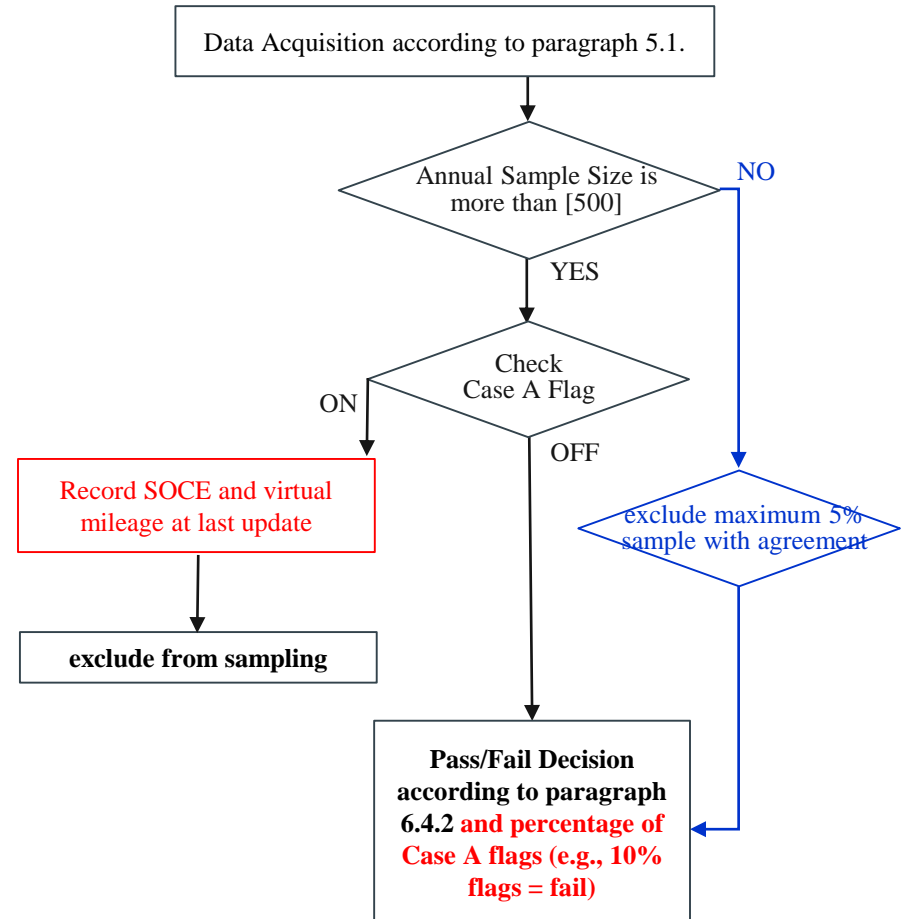 Data Acquisition according to paragraph 5.1.
Annual Sample Size is
more than [500]
NO
YES
Check
Case A Flag
ON
OFF
Record SOCE and virtual
mileage at last update
exclude maximum 5%
sample with agreement
exclude from sampling
Pass/Fail Decision
according to paragraph
6.4.2 and percentage of
Case A flags (e.g., 10%
flags = fail)